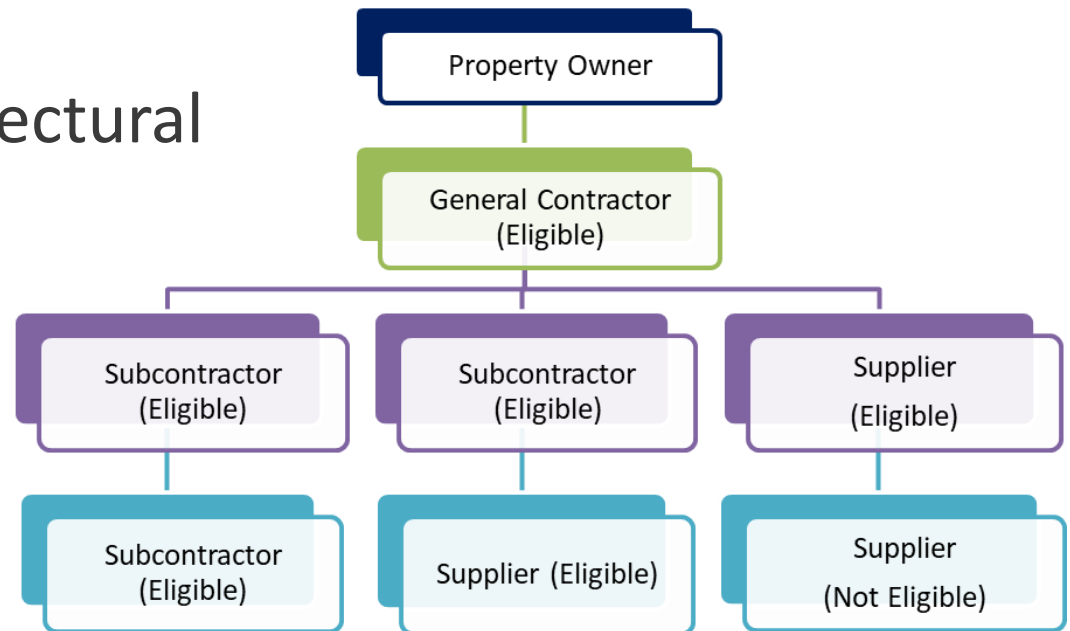 Property Owner
ectural
General Contractor
(Eligible)
Subcontractor
(Eligible)
Subcontractor
(Eligible)
Supplier
(Eligible)
Subcontractor
(Eligible)
Supplier (Eligible)
Supplier
(Not Eligible)